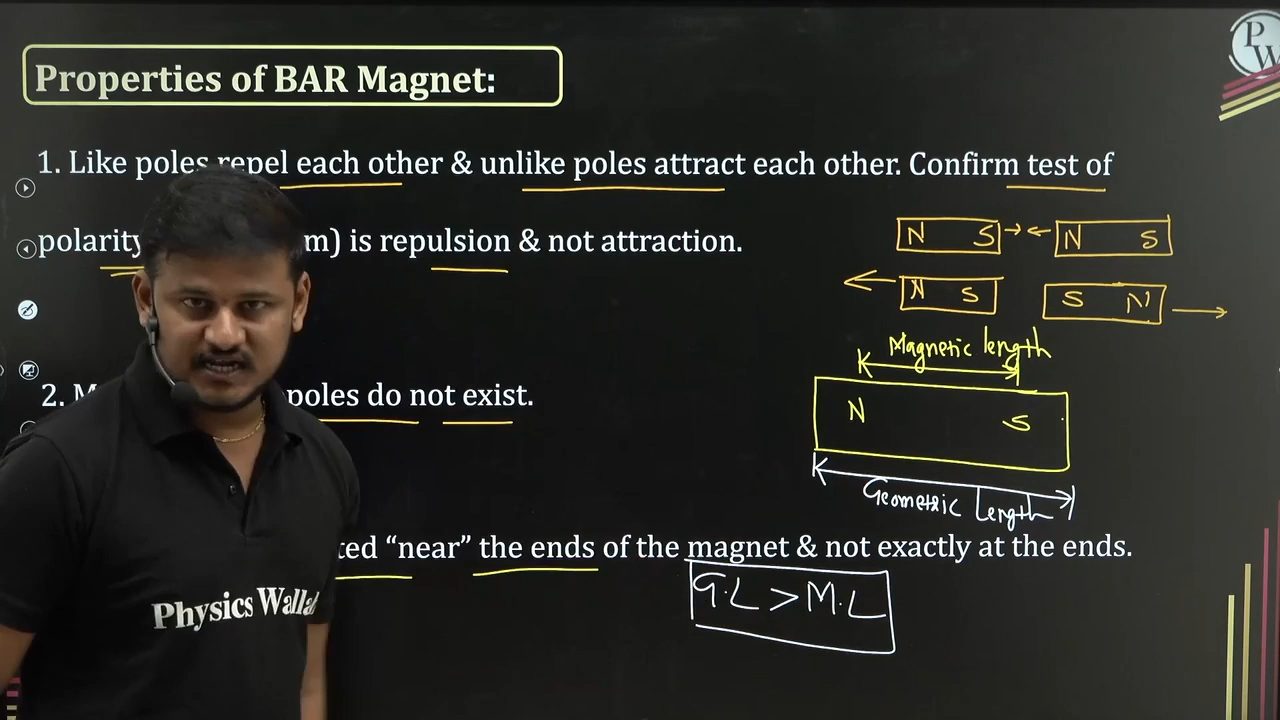 Properties of BAR Magnet:
PW
1. Like poles repel each other & unlike poles attract each other. Confirm test of
polarity m) is repulsion & not attraction.
N S N S
N S S N
Magnetic length
2. M poles do not exist.
N S
Geometric Length
ted “near” the ends of the magnet & not exactly at the ends.
G.L > M.L
Physics Walla